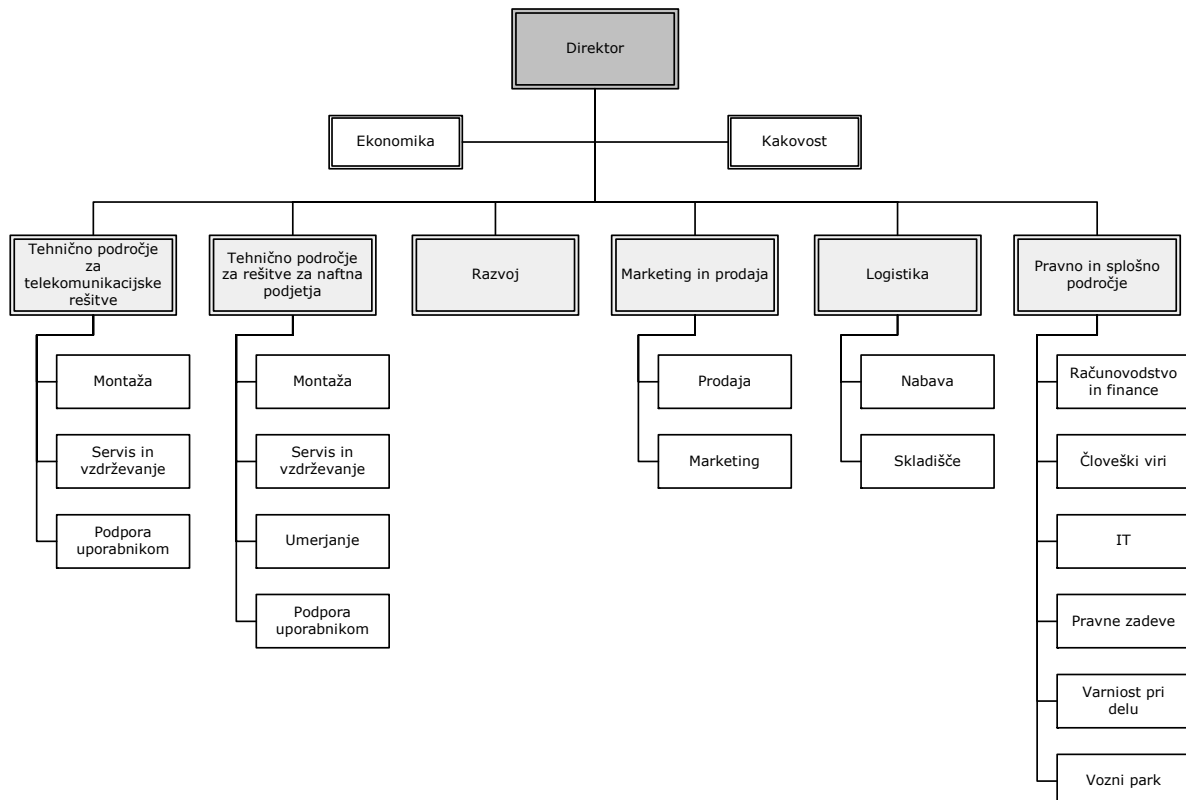 Direktor
Ekonomika
Kakovost
Tehnično področje
za
telekomunikacijske
rešitve
Tehnično področje
za rešitve za naftna
podjetja
Razvoj
Marketing in prodaja
Logistika
Pravno in splošno
področje
Montaža
Servis in
vzdrževanje
Podpora
uporabnikom
Montaža
Servis in
vzdrževanje
Umerjanje
Podpora
uporabnikom
Prodaja
Marketing
Nabava
Skladišče
Računovodstvo
in finance
Človeški viri
IT
Pravne zadeve
Varniost pri
delu
Vozni park